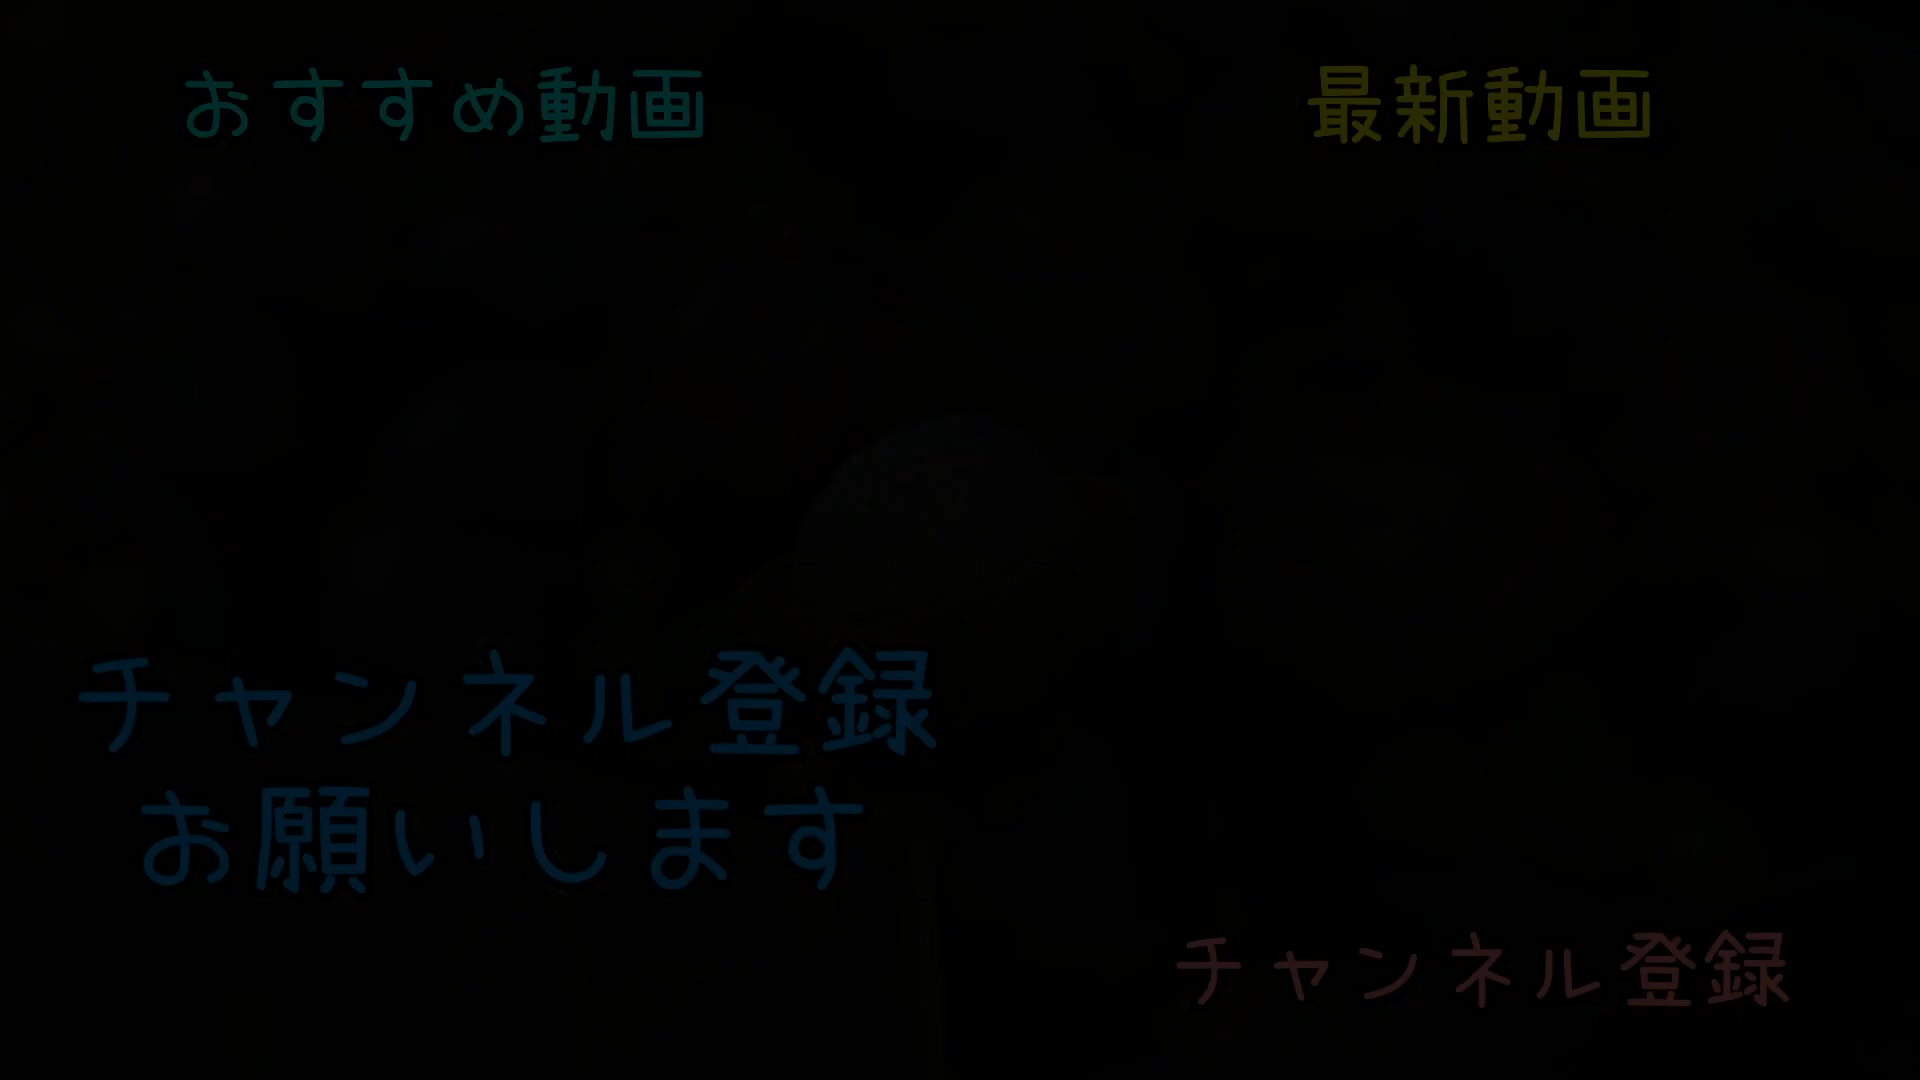 おすすめ動画
最新動画
チャンネル登録
お願いします
チャンネル登録